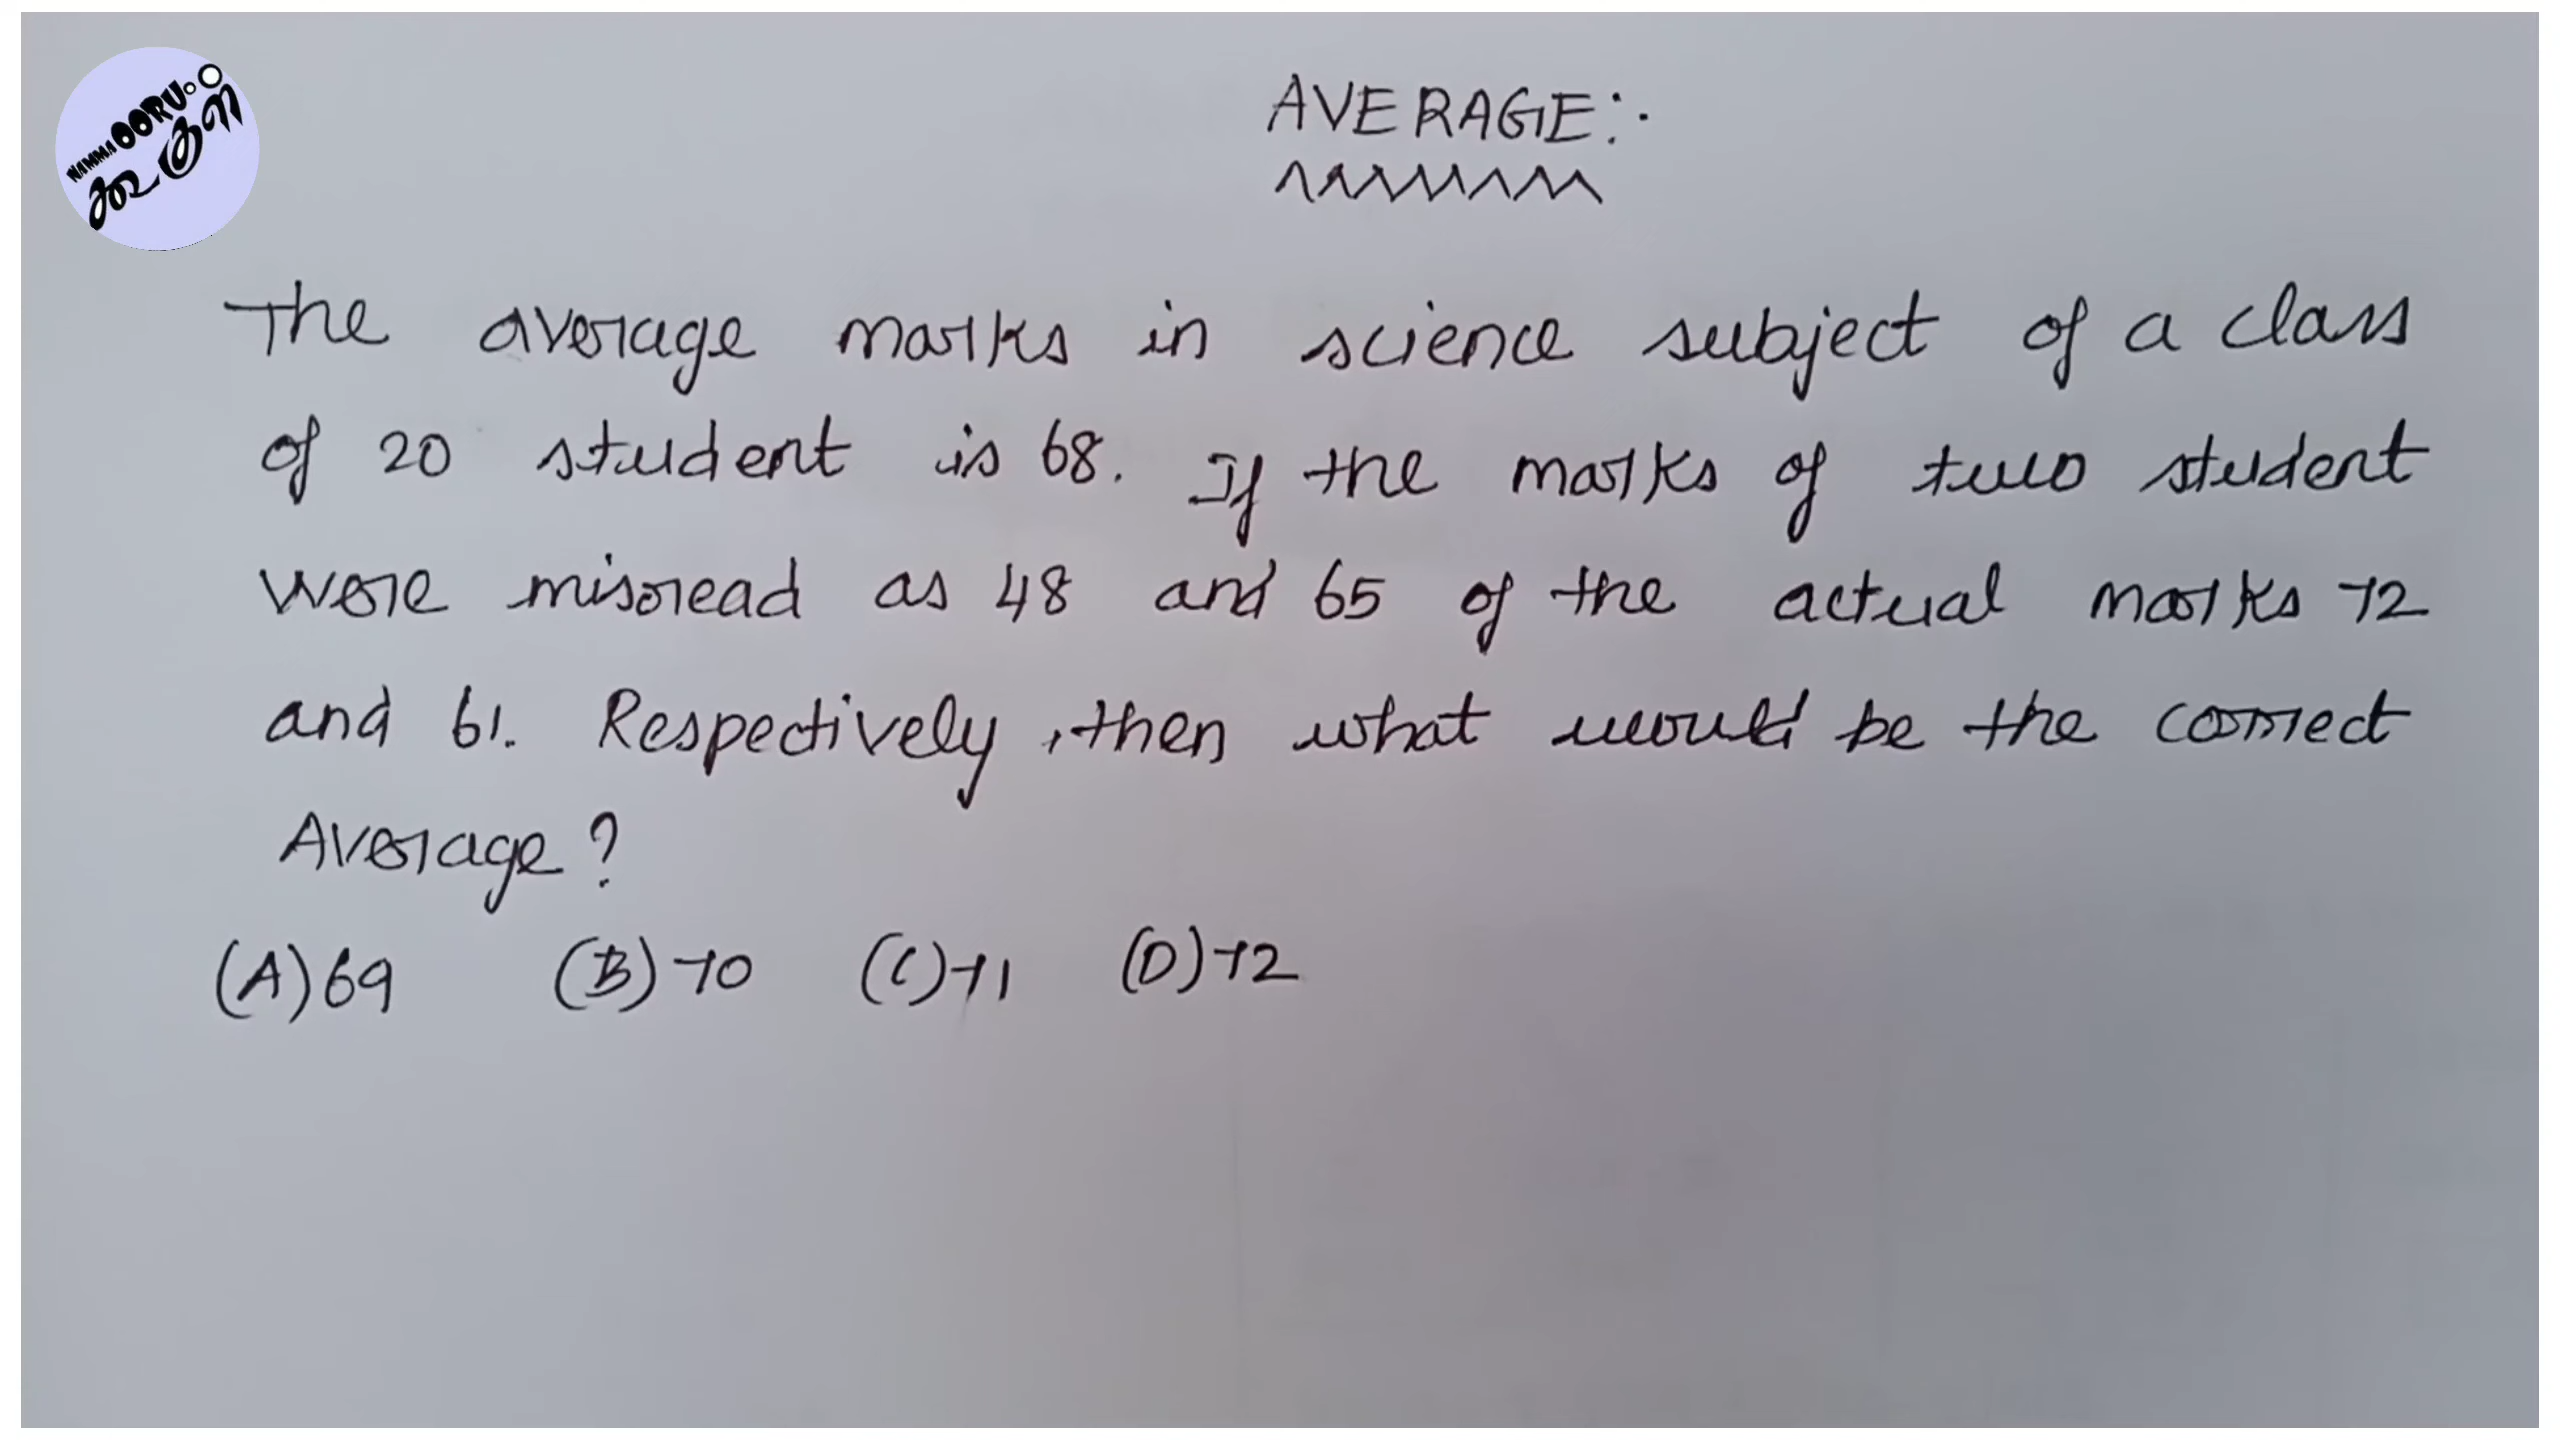 NAMMA OORU
AVERAGE:-
The average marks in science subject of a class
of 20 student is 68. If the marks of two student
were misread as 48 and 65 of the actual marks 72
and 61. Respectively, then what would be the correct
Average?
(A) 69 (B) 70 (C) 71 (D) 72